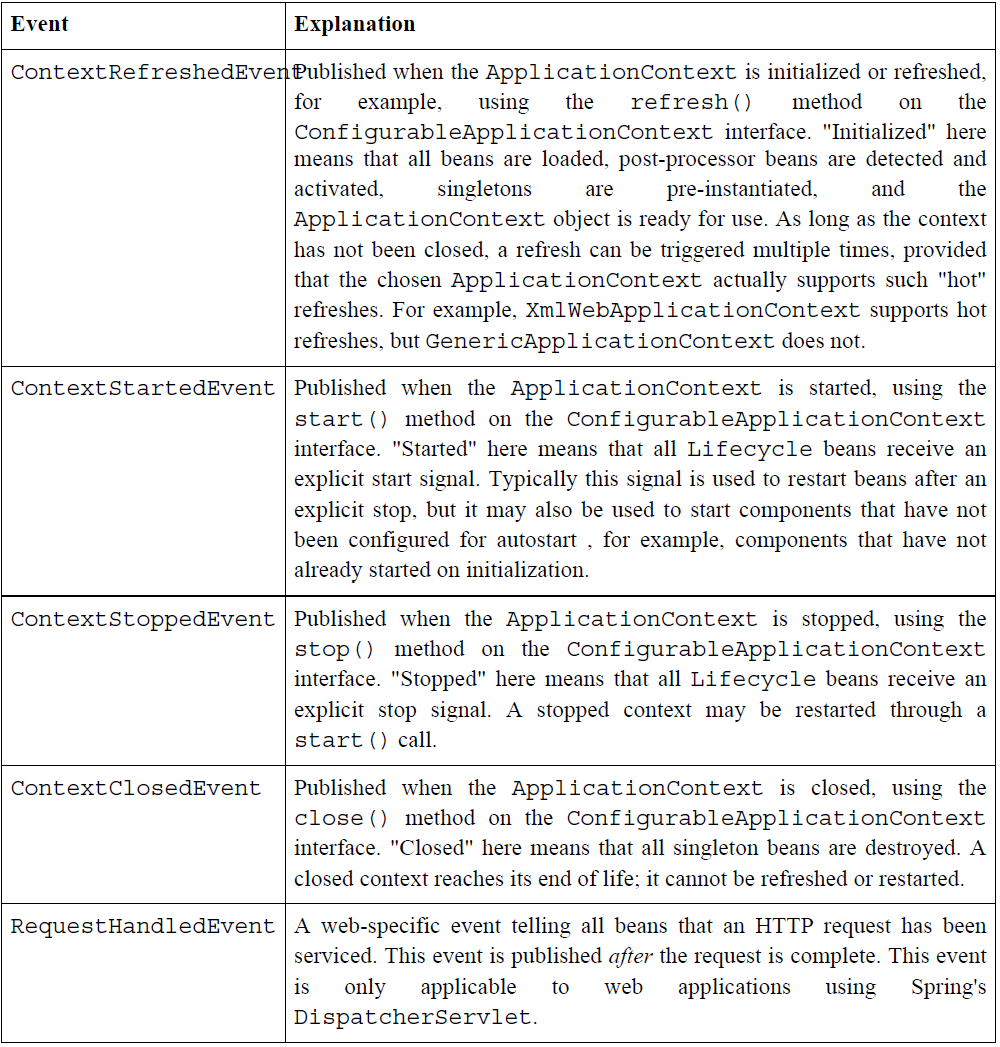 Event Explanation
ContextRefreshedEvent Published when the ApplicationContext is initialized or refreshed,
for example, using the refresh() method on the
ConfigurableApplicationContext interface. "Initialized" here
means that all beans are loaded, post-processor beans are detected and
activated, singletons are pre-instantiated, and the
ApplicationContext object is ready for use. As long as the context
has not been closed, a refresh can be triggered multiple times, provided
that the chosen ApplicationContext actually supports such "hot"
refreshes. For example, XmlWebApplicationContext supports hot
refreshes, but GenericApplicationContext does not.
ContextStartedEvent Published when the ApplicationContext is started, using the
start() method on the ConfigurableApplicationContext
interface. "Started" here means that all Lifecycle beans receive an
explicit start signal. Typically this signal is used to restart beans after an
explicit stop, but it may also be used to start components that have not
been configured for autostart , for example, components that have not
already started on initialization.
ContextStoppedEvent Published when the ApplicationContext is stopped, using the
stop() method on the ConfigurableApplicationContext
interface. "Stopped" here means that all Lifecycle beans receive an
explicit stop signal. A stopped context may be restarted through a
start() call.
ContextClosedEvent Published when the ApplicationContext is closed, using the
close() method on the ConfigurableApplicationContext
interface. "Closed" here means that all singleton beans are destroyed. A
closed context reaches its end of life; it cannot be refreshed or restarted.
RequestHandledEvent A web-specific event telling all beans that an HTTP request has been
serviced. This event is published after the request is complete. This event
is only applicable to web applications using Spring's
DispatcherServlet.